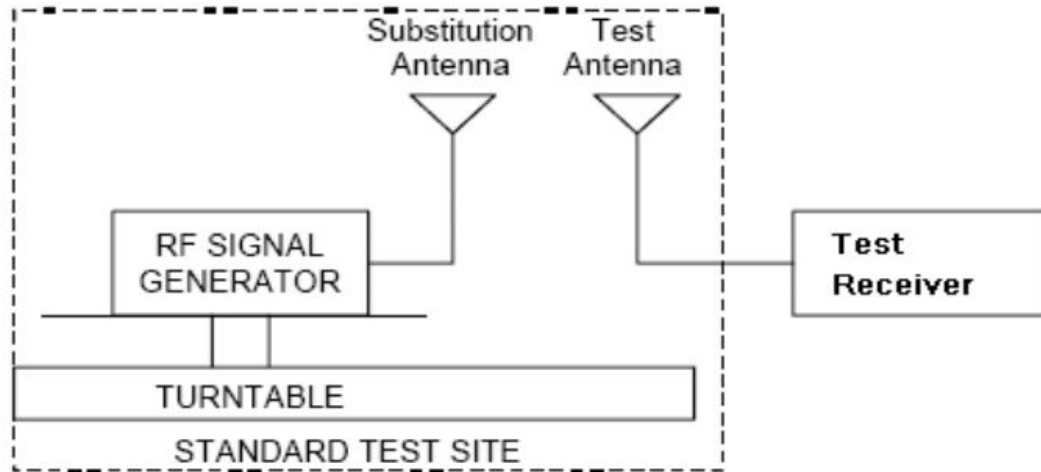 Substitution
Antenna
Test
Antenna
RF SIGNAL
GENERATOR
Test
Receiver
TURNTABLE
STANDARD TEST SITE